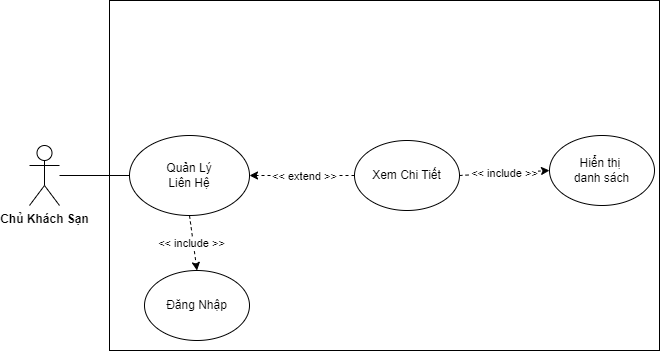 Chủ Khách Sạn
Quản Lý
Liên Hệ
<< extend >>
Xem Chi Tiết
<< include >>
Hiển thị
danh sách
<< include >>
Đăng Nhập